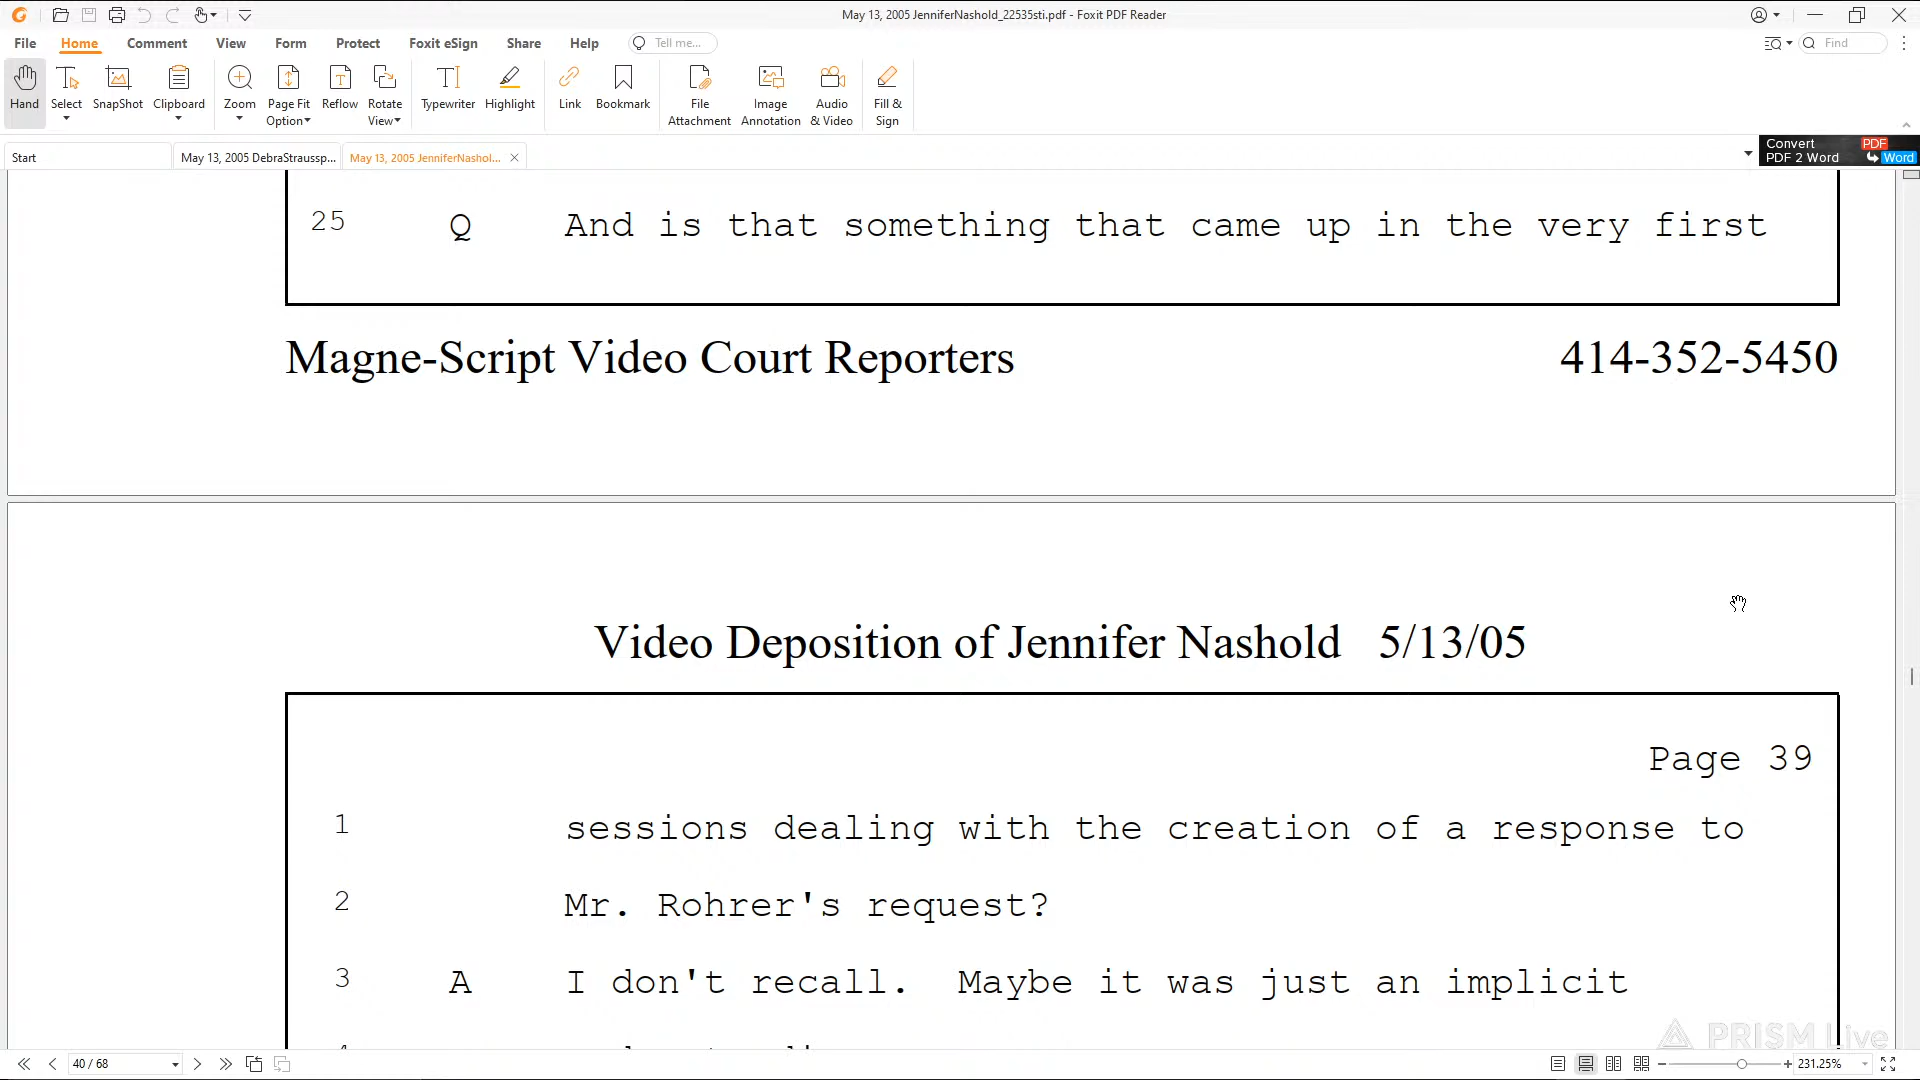 May 13, 2005 JenniferNashold_22535sti.pdf - Foxit PDF Reader
File Home Comment View Form Protect Foxit eSign Share Help Tell me... Find
Hand Select SnapShot Clipboard Zoom Page Fit Option Reflow Rotate View Typewriter Highlight Link Bookmark File Attachment Image Annotation Audio & Video Fill & Sign
Start May 13, 2005 DebraStraussp... May 13, 2005 JenniferNashol...
Convert PDF
PDF 2 Word Word
25 Q And is that something that came up in the very first
Magne-Script Video Court Reporters 414-352-5450
Video Deposition of Jennifer Nashold 5/13/05
Page 39
1 sessions dealing with the creation of a response to
2 Mr. Rohrer's request?
3 A I don't recall. Maybe it was just an implicit
PRISM Live
40 / 68 231.25%